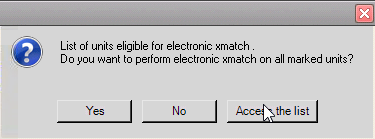 List of units eligible for electronic xmatch .
Do you want to perform electronic xmatch on all marked units?
Yes
No
Access the list